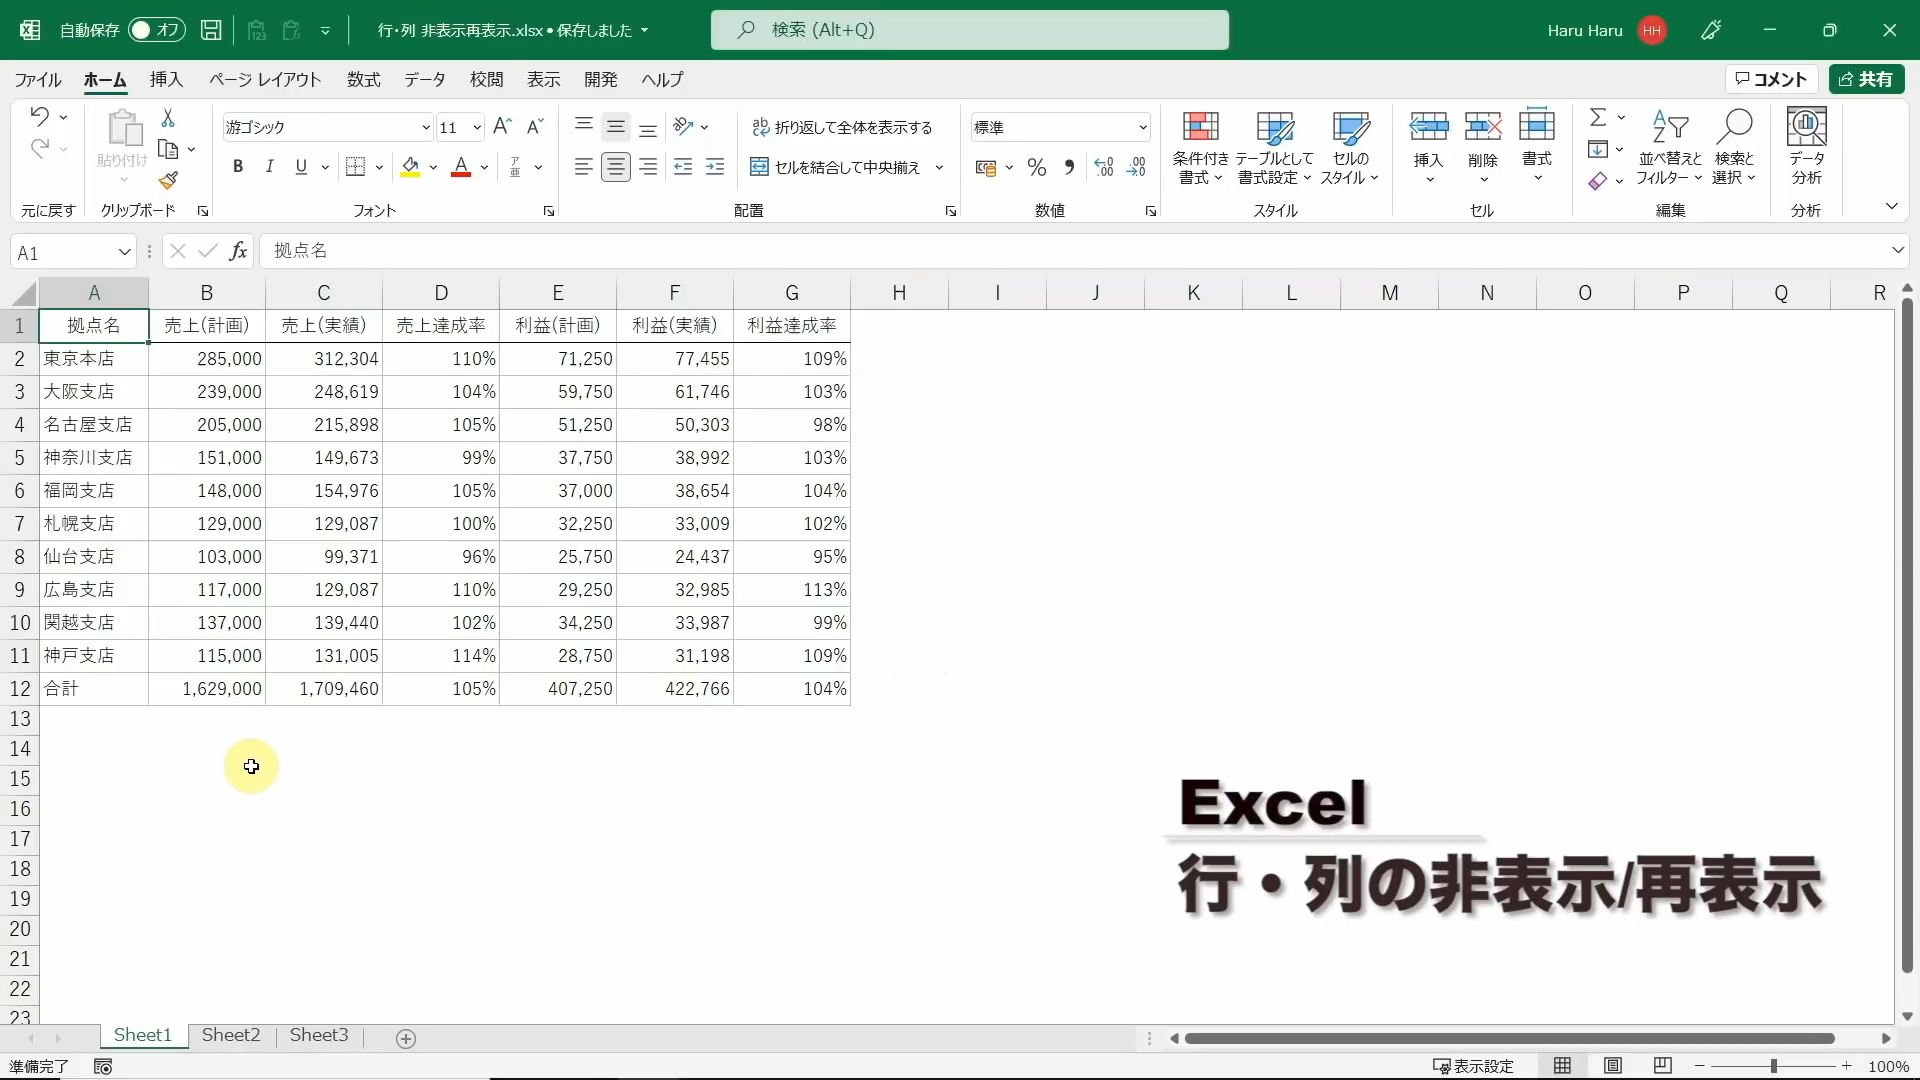 自動保存 オフ 行・列 非表示再表示.xlsx • 保存しました 検索 (Alt+Q) Haru Haru HH
ファイル ホーム 挿入 ページ レイアウト 数式 データ 校閲 表示 開発 ヘルプ コメント 共有
貼り付け
游ゴシック 11
B I U A
ab 折り返して全体を表示する
セルを結合して中央揃え
標準
条件付き書式 テーブルとして書式設定 セルのスタイル
挿入 削除 書式
並べ替えとフィルター 検索と選択
データ分析
元に戻す クリップボード フォント 配置 数値 スタイル セル 編集 分析
A1 fx 拠点名
A B C D E F G H I J K L M N O P Q R
1 拠点名 売上(計画) 売上(実績) 売上達成率 利益(計画) 利益(実績) 利益達成率
2 東京本店 285,000 312,304 110% 71,250 77,455 109%
3 大阪支店 239,000 248,619 104% 59,750 61,746 103%
4 名古屋支店 205,000 215,898 105% 51,250 50,303 98%
5 神奈川支店 151,000 149,673 99% 37,750 38,992 103%
6 福岡支店 148,000 154,976 105% 37,000 38,654 104%
7 札幌支店 129,000 129,087 100% 32,250 33,009 102%
8 仙台支店 103,000 99,371 96% 25,750 24,437 95%
9 広島支店 117,000 129,087 110% 29,250 32,985 113%
10 関越支店 137,000 139,440 102% 34,250 33,987 99%
11 神戸支店 115,000 131,005 114% 28,750 31,198 109%
12 合計 1,629,000 1,709,460 105% 407,250 422,766 104%
13
14
15
16
17
18
19
20
21
22
23
Excel
行・列の非表示/再表示
Sheet1 Sheet2 Sheet3
準備完了 表示設定 100%